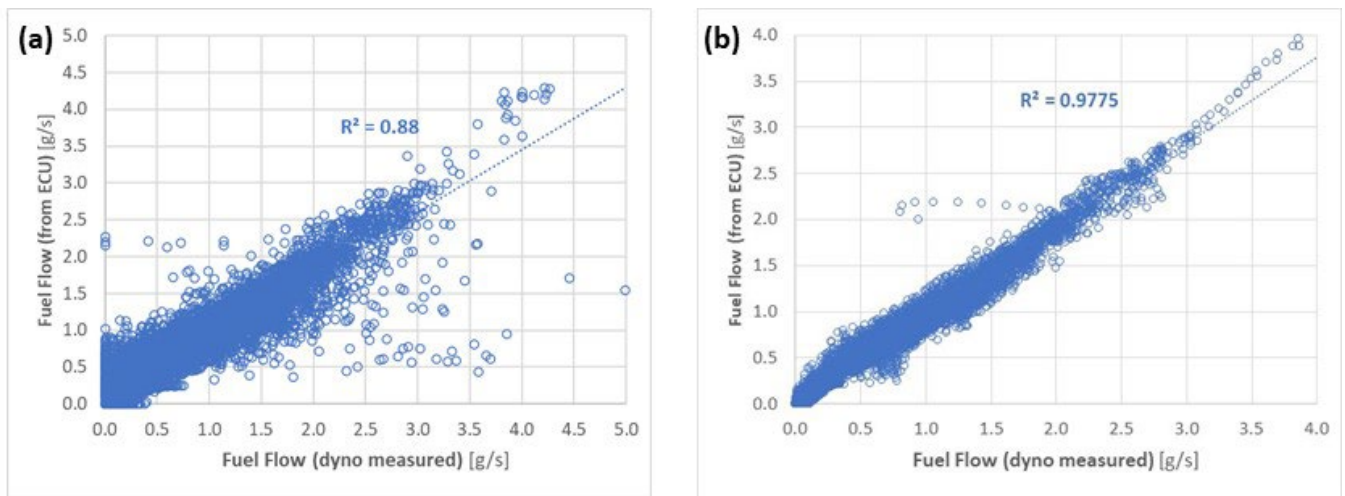 (a)
5.0
4.5
4.0
3.5
3.0
2.5
2.0
1.5
1.0
0.5
0.0
Fuel Flow (from ECU) [g/s]
R² = 0.88
0.0 0.5 1.0 1.5 2.0 2.5 3.0 3.5 4.0 4.5 5.0
Fuel Flow (dyno measured) [g/s]
(b)
4.0
3.5
3.0
2.5
2.0
1.5
1.0
0.5
0.0
Fuel Flow (from ECU) [g/s]
R² = 0.9775
0.0 0.5 1.0 1.5 2.0 2.5 3.0 3.5 4.0
Fuel Flow (dyno measured) [g/s]